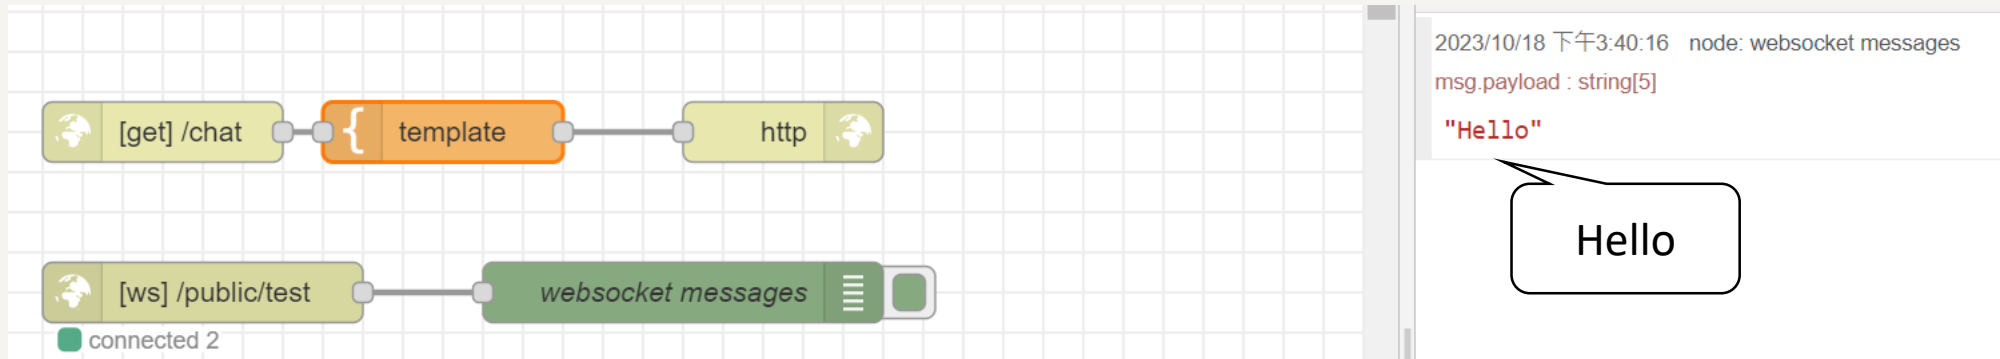 [get] /chat
template
http
[ws] /public/test
websocket messages
connected 2
2023/10/18 下午3:40:16 node: websocket messages
msg.payload : string[5]
"Hello"
Hello